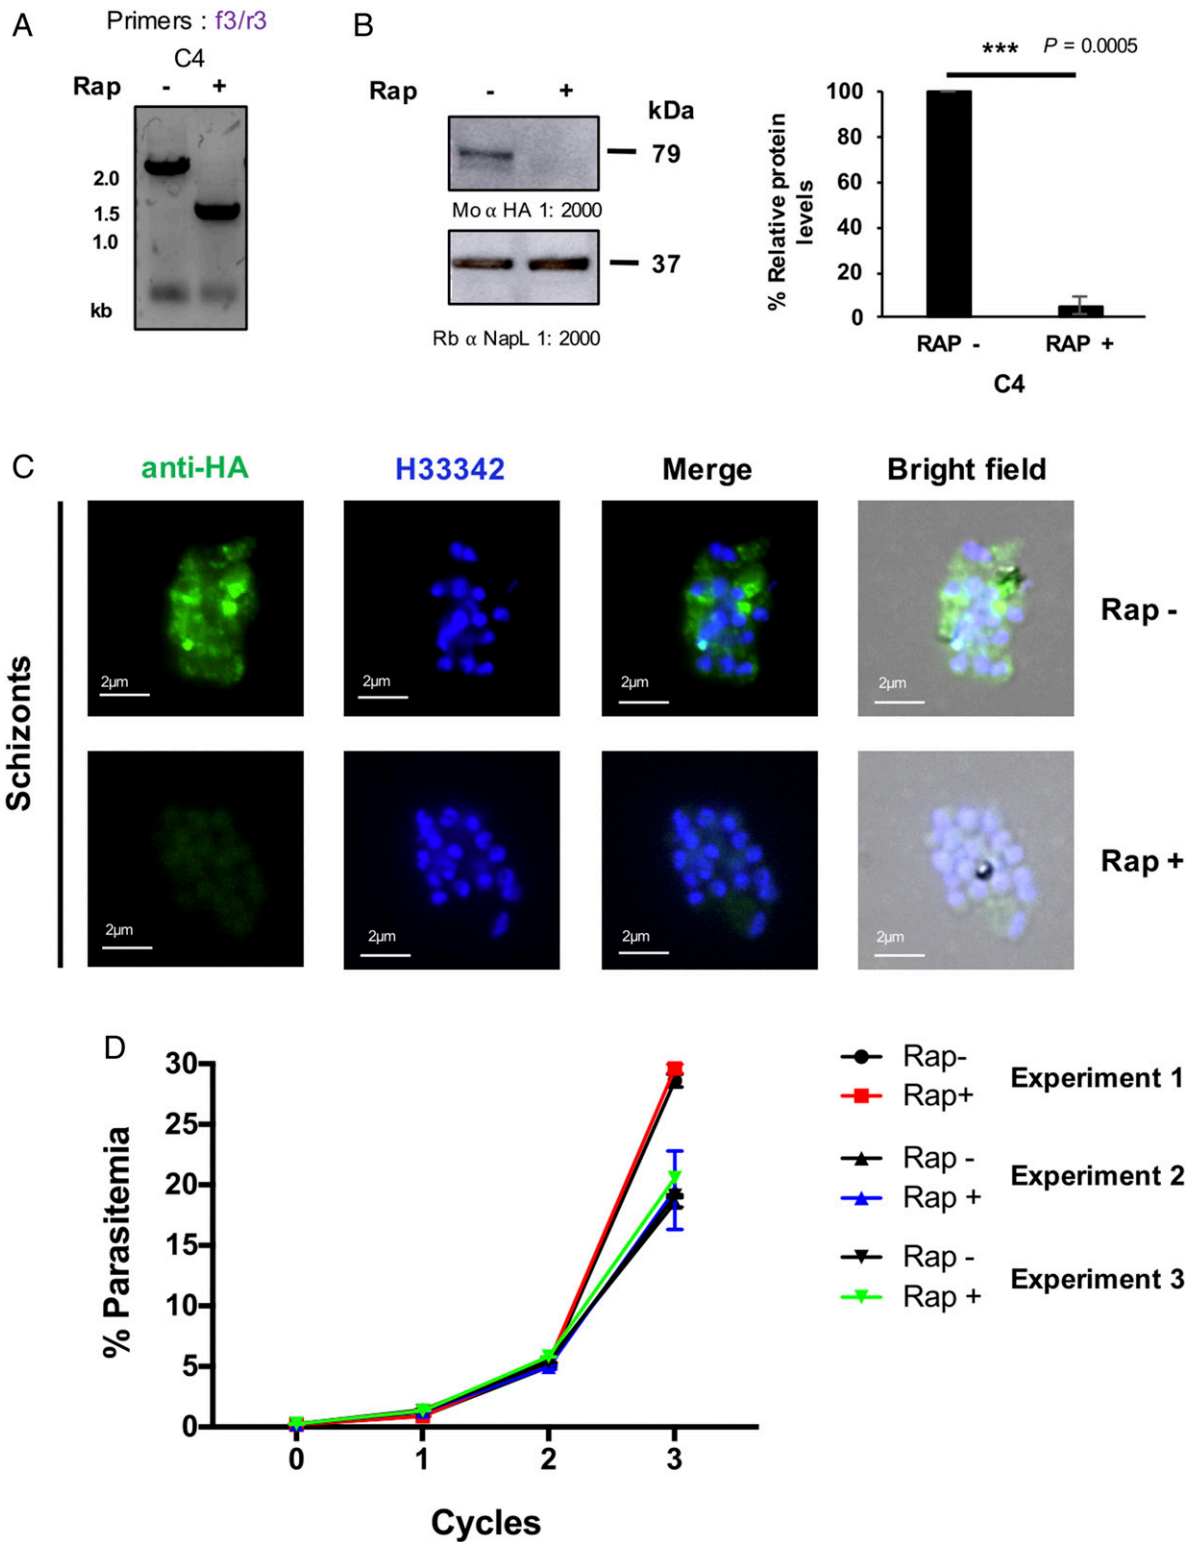 A
Primers : f3/r3
C4
Rap - +
2.0
1.5
1.0
kb
B
Rap - +
kDa
79
Mo α HA 1: 2000
37
Rb α NapL 1: 2000
*** P = 0.0005
% Relative protein
levels
100
80
60
40
20
0
RAP - RAP +
C4
C
anti-HA H33342 Merge Bright field
Schizonts
2μm 2μm 2μm 2μm
Rap -
2μm 2μm 2μm 2μm
Rap +
D
% Parasitemia
30
25
20
15
10
5
0
0 1 2 3
Cycles
Rap-
Rap+
Experiment 1
Rap -
Rap +
Experiment 2
Rap -
Rap +
Experiment 3